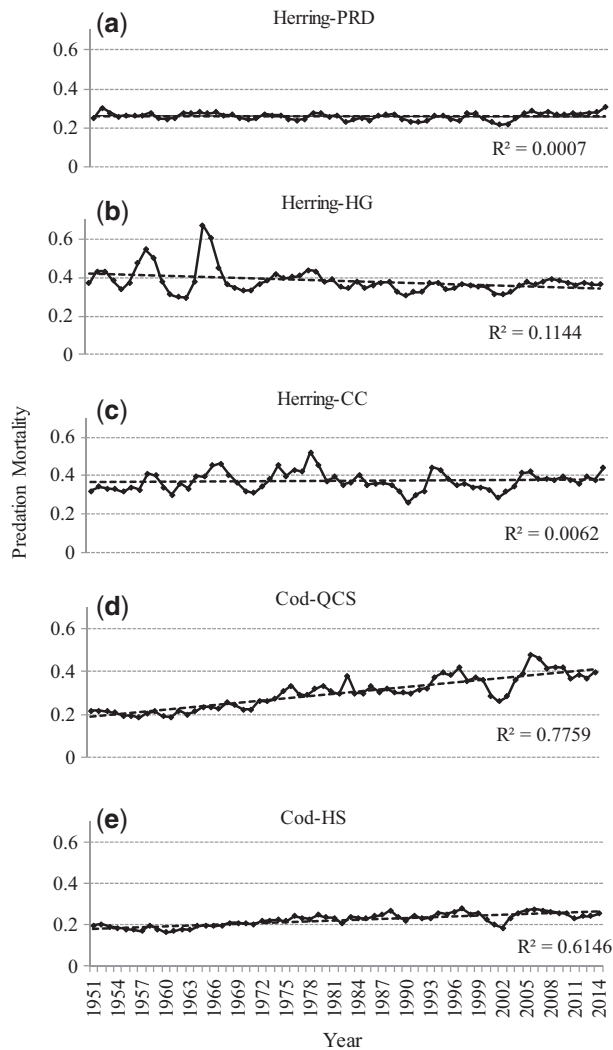 (a) Herring-PRD
0.6
0.4
0.2
0
R² = 0.0007
(b) Herring-HG
0.6
0.4
0.2
0
R² = 0.1144
(c) Herring-CC
0.6
0.4
0.2
0
R² = 0.0062
Predation Mortality
(d) Cod-QCS
0.6
0.4
0.2
0
R² = 0.7759
(e) Cod-HS
0.6
0.4
0.2
0
R² = 0.6146
1951 1954 1957 1960 1963 1966 1969 1972 1975 1978 1981 1984 1987 1990 1993 1996 1999 2002 2005 2008 2011 2014
Year